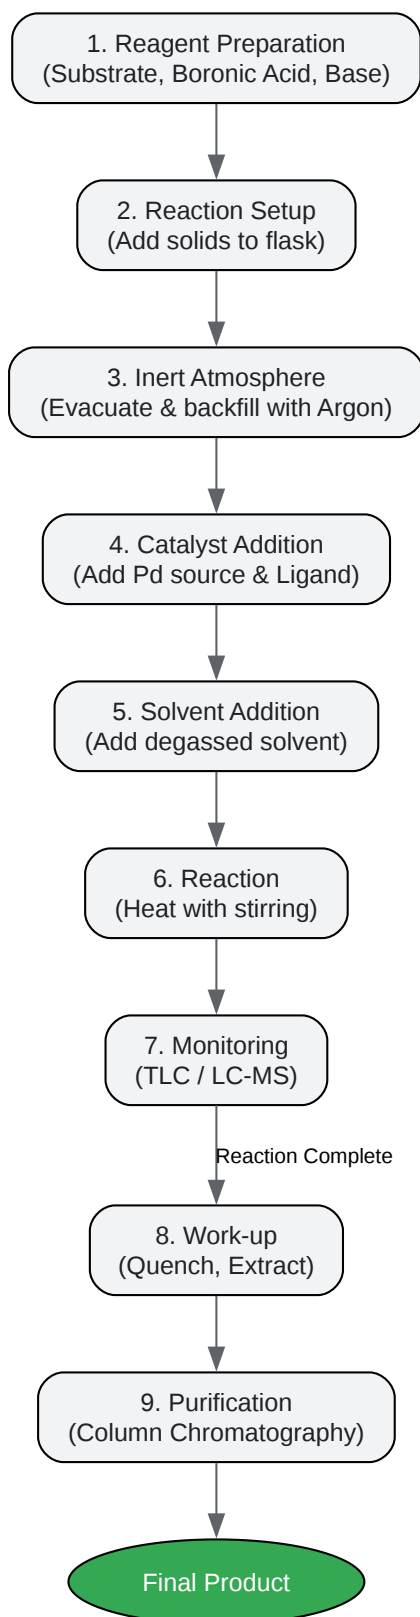 1. Reagent Preparation
(Substrate, Boronic Acid, Base)
2. Reaction Setup
(Add solids to flask)
3. Inert Atmosphere
(Evacuate & backfill with Argon)
4. Catalyst Addition
(Add Pd source & Ligand)
5. Solvent Addition
(Add degassed solvent)
6. Reaction
(Heat with stirring)
7. Monitoring
(TLC / LC-MS)
Reaction Complete
8. Work-up
(Quench, Extract)
9. Purification
(Column Chromatography)
Final Product